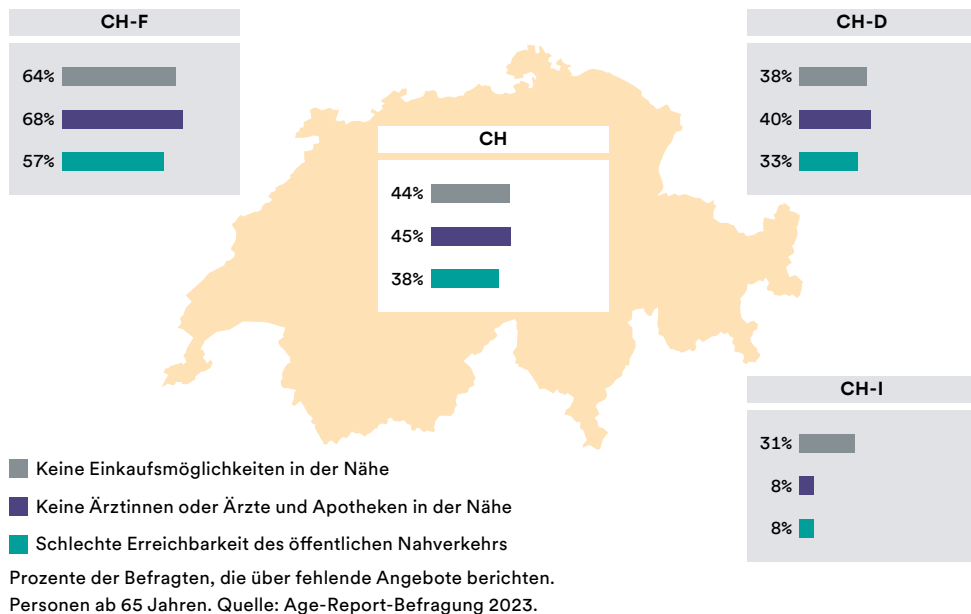 CH-F
64%
68%
57%
CH-D
38%
40%
33%
CH
44%
45%
38%
CH-I
31%
8%
8%
Keine Einkaufsmöglichkeiten in der Nähe
Keine Ärztinnen oder Ärzte und Apotheken in der Nähe
Schlechte Erreichbarkeit des öffentlichen Nahverkehrs
Prozente der Befragten, die über fehlende Angebote berichten.
Personen ab 65 Jahren. Quelle: Age-Report-Befragung 2023.